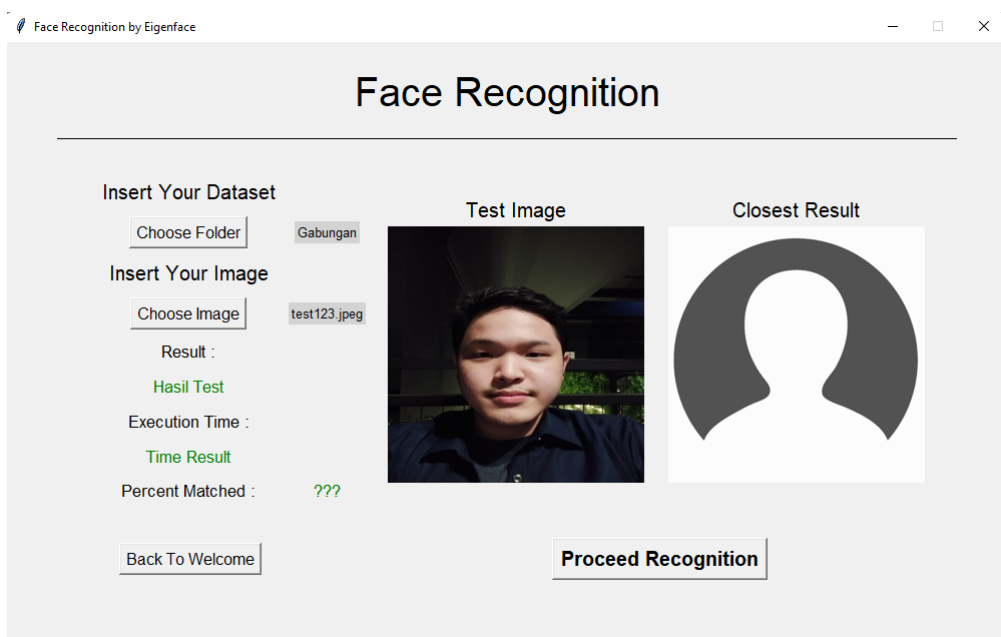 Face Recognition by Eigenface
Face Recognition
Insert Your Dataset
Choose Folder
Gabungan
Insert Your Image
Choose Image
test123.jpeg
Result :
Hasil Test
Execution Time :
Time Result
Percent Matched :
???
Back To Welcome
Test Image
Closest Result
Proceed Recognition